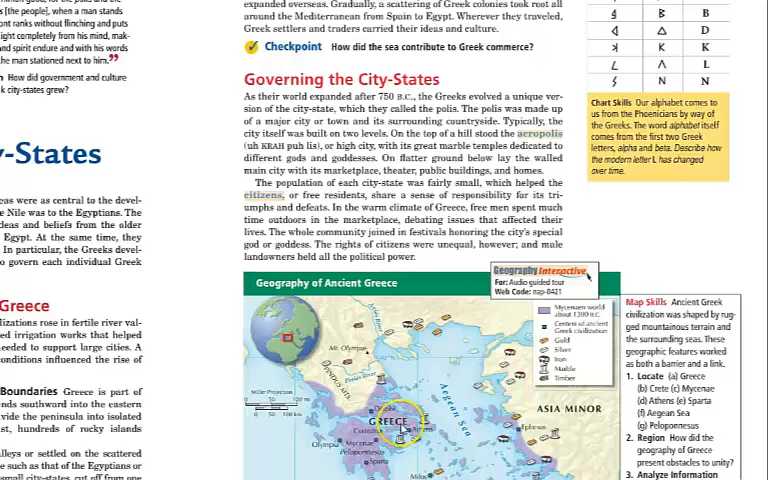 s [the people], when a man stands
ont ranks without flinching and puts
ight completely from his mind, mak-
and spirit endure and with his words
the man stationed next to him.”
n How did government and culture
k city-states grew?
y-States
eas were as central to the devel-
e Nile was to the Egyptians. The
deas and beliefs from the older
Egypt. At the same time, they
In particular, the Greeks devel-
o govern each individual Greek
Greece
lizations rose in fertile river val-
ed irrigation works that helped
needed to support large cities. A
conditions influenced the rise of
Boundaries Greece is part of
ends southward into the eastern
vide the peninsula into isolated
st, hundreds of rocky islands
alleys or settled on the scattered
e such as that of the Egyptians or
expanded overseas. Gradually, a scattering of Greek colonies took root all
around the Mediterranean from Spain to Egypt. Wherever they traveled,
Greek settlers and traders carried their ideas and culture.
Checkpoint How did the sea contribute to Greek commerce?
Governing the City-States
As their world expanded after 750 B.C., the Greeks evolved a unique ver-
sion of the city-state, which they called the polis. The polis was made up
of a major city or town and its surrounding countryside. Typically, the
city itself was built on two levels. On the top of a hill stood the acropolis
(uh KRAH puh lis), or high city, with its great marble temples dedicated to
different gods and goddesses. On flatter ground below lay the walled
main city with its marketplace, theater, public buildings, and homes.
The population of each city-state was fairly small, which helped the
citizens, or free residents, share a sense of responsibility for its tri-
umphs and defeats. In the warm climate of Greece, free men spent much
time outdoors in the marketplace, debating issues that affected their
lives. The whole community joined in festivals honoring the city's special
god or goddess. The rights of citizens were unequal, however; and male
landowners held all the political power.
Geography Interactive
For: Audio guided tour
Web Code: nap-0421
Geography of Ancient Greece
Mycenaean world
about 1300 B.C.
Centers of ancient
Greek civilization
Gold
Silver
Iron
Marble
Timber
Mt. Olympus
PINDUS MTS.
Miller Projection
0 50 100 mi
0 50 100 km
Delphi
GREECE
Corinth
Athens
Olympia
Mycenae
Peloponnesus
Sparta
Milos
Aegean Sea
ASIA MINOR
Ephesus
B B
D
K K
L
N N
Chart Skills Our alphabet comes to
us from the Phoenicians by way of
the Greeks. The word alphabet itself
comes from the first two Greek
letters, alpha and beta. Describe how
the modern letter L has changed
over time.
Map Skills Ancient Greek
civilization was shaped by rug-
ged mountainous terrain and
the surrounding seas. These
geographic features worked
as both a barrier and a link.
1. Locate (a) Greece
(b) Crete (c) Mycenae
(d) Athens (e) Sparta
(f) Aegean Sea
(g) Peloponnesus
2. Region How did the
geography of Greece
present obstacles to unity?
3. Analyze Information